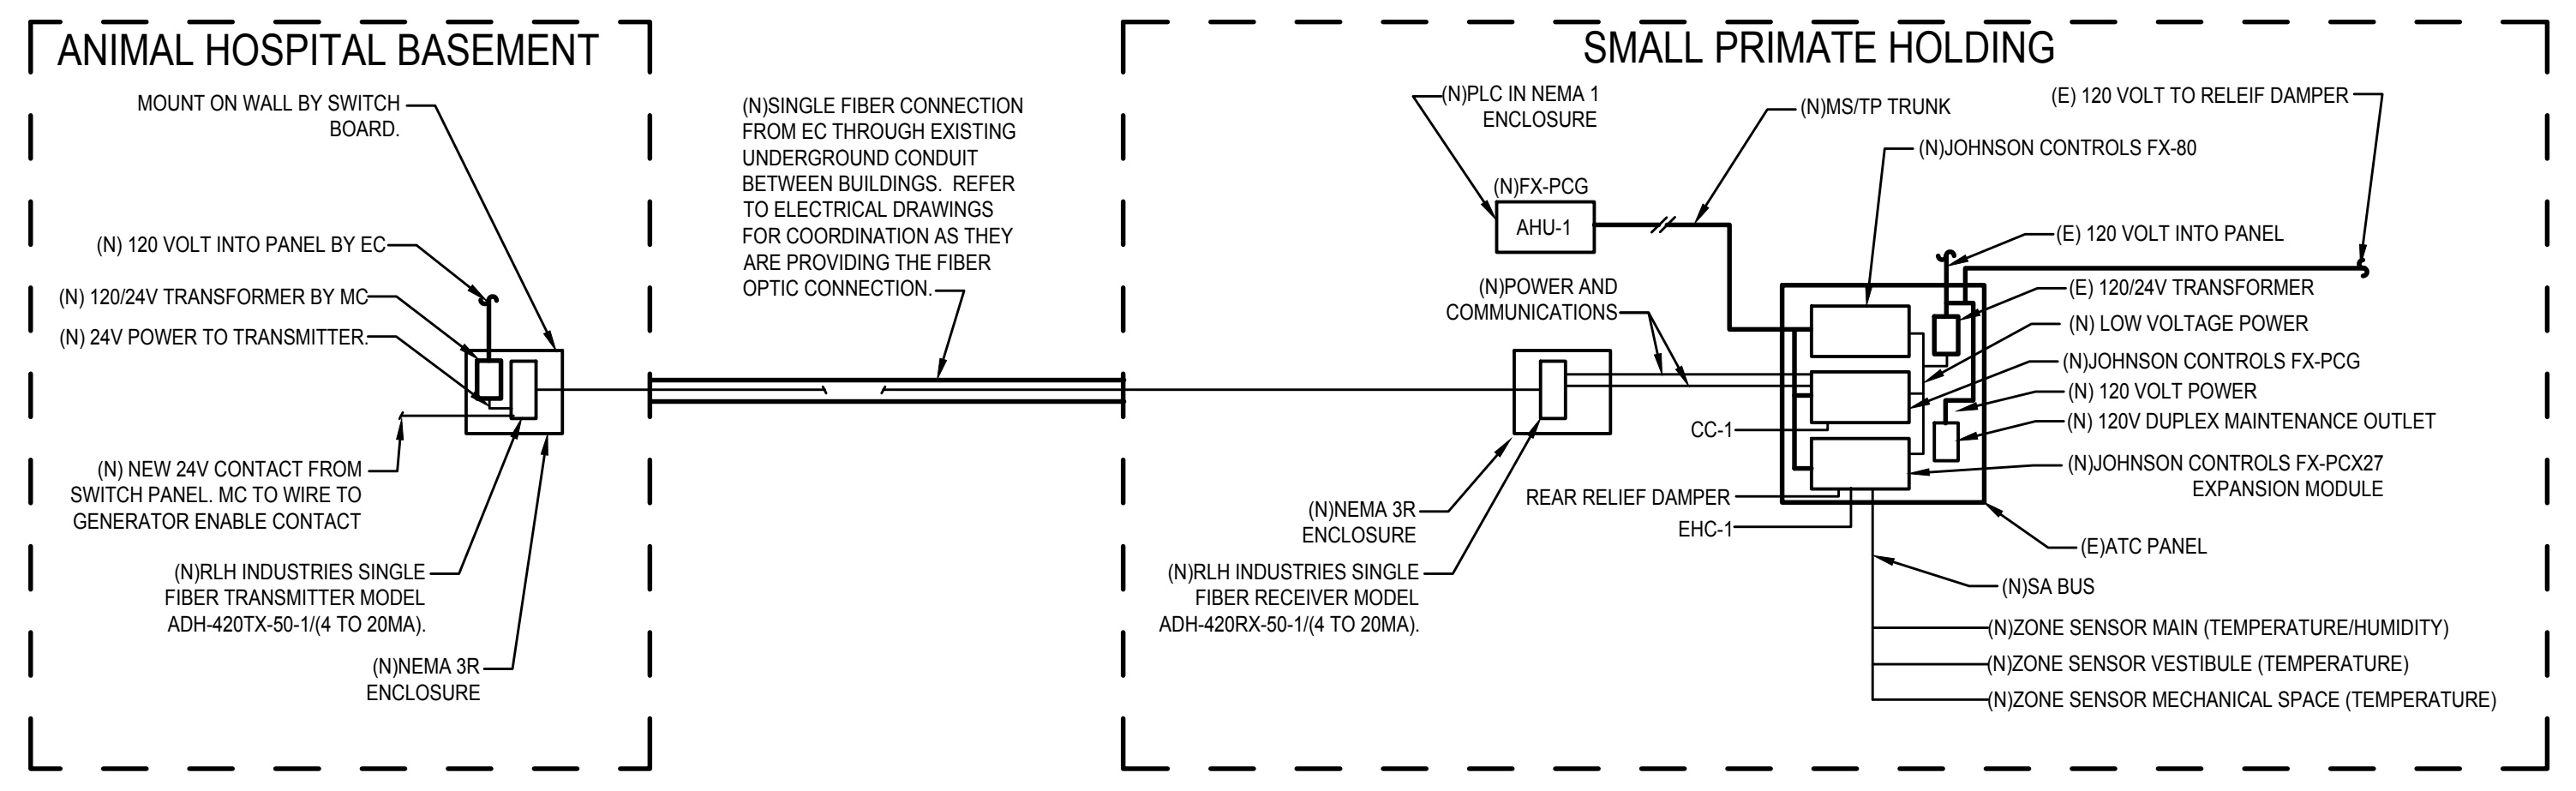 ANIMAL HOSPITAL BASEMENT
MOUNT ON WALL BY SWITCH
BOARD.
(N) 120 VOLT INTO PANEL BY EC
(N) 120/24V TRANSFORMER BY MC
(N) 24V POWER TO TRANSMITTER.
(N) NEW 24V CONTACT FROM
SWITCH PANEL. MC TO WIRE TO
GENERATOR ENABLE CONTACT
(N)RLH INDUSTRIES SINGLE
FIBER TRANSMITTER MODEL
ADH-420TX-50-1/(4 TO 20MA).
(N)NEMA 3R
ENCLOSURE
(N)SINGLE FIBER CONNECTION
FROM EC THROUGH EXISTING
UNDERGROUND CONDUIT
BETWEEN BUILDINGS. REFER
TO ELECTRICAL DRAWINGS
FOR COORDINATION AS THEY
ARE PROVIDING THE FIBER
OPTIC CONNECTION.
SMALL PRIMATE HOLDING
(N)PLC IN NEMA 1
ENCLOSURE
(N)MS/TP TRUNK
(E) 120 VOLT TO RELEIF DAMPER
(N)JOHNSON CONTROLS FX-80
(N)FX-PCG
AHU-1
(N)POWER AND
COMMUNICATIONS
(E) 120 VOLT INTO PANEL
(E) 120/24V TRANSFORMER
(N) LOW VOLTAGE POWER
(N)JOHNSON CONTROLS FX-PCG
(N) 120 VOLT POWER
(N) 120V DUPLEX MAINTENANCE OUTLET
(N)JOHNSON CONTROLS FX-PCX27
EXPANSION MODULE
CC-1
REAR RELIEF DAMPER
EHC-1
(N)NEMA 3R
ENCLOSURE
(N)RLH INDUSTRIES SINGLE
FIBER RECEIVER MODEL
ADH-420RX-50-1/(4 TO 20MA).
(E)ATC PANEL
(N)SA BUS
(N)ZONE SENSOR MAIN (TEMPERATURE/HUMIDITY)
(N)ZONE SENSOR VESTIBULE (TEMPERATURE)
(N)ZONE SENSOR MECHANICAL SPACE (TEMPERATURE)